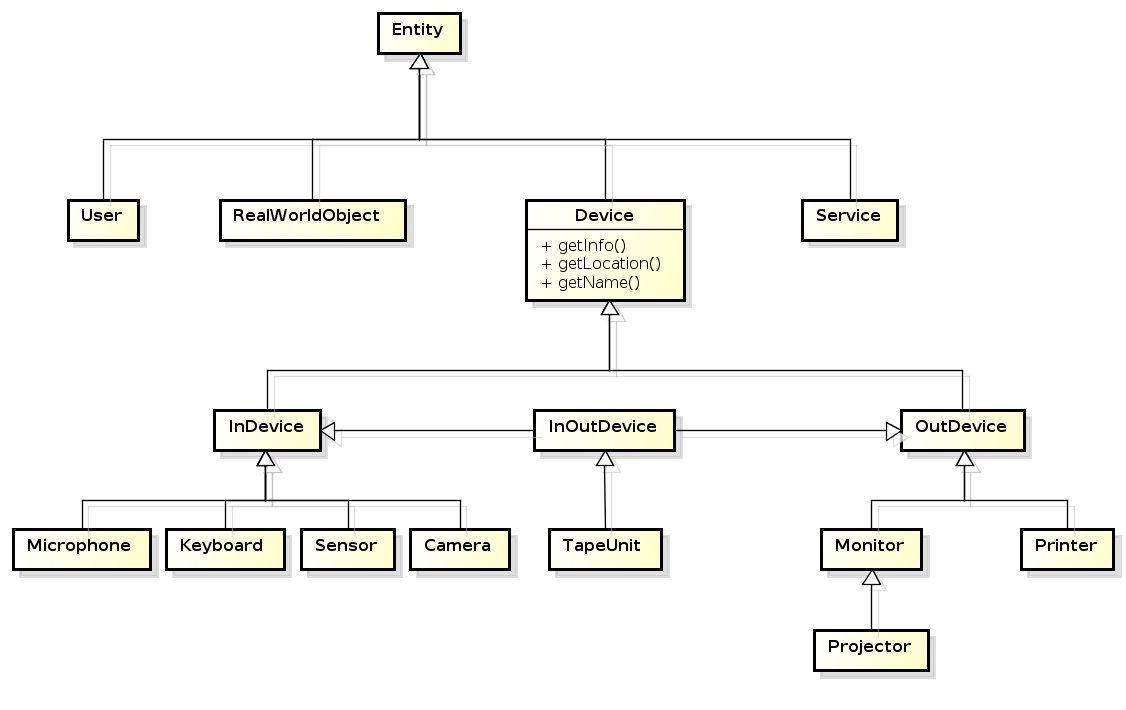 Entity
User
RealWorldObject
Device
Service
+ getInfo()
+ getLocation()
+ getName()
InDevice
InOutDevice
OutDevice
Microphone
Keyboard
Sensor
Camera
TapeUnit
Monitor
Printer
Projector